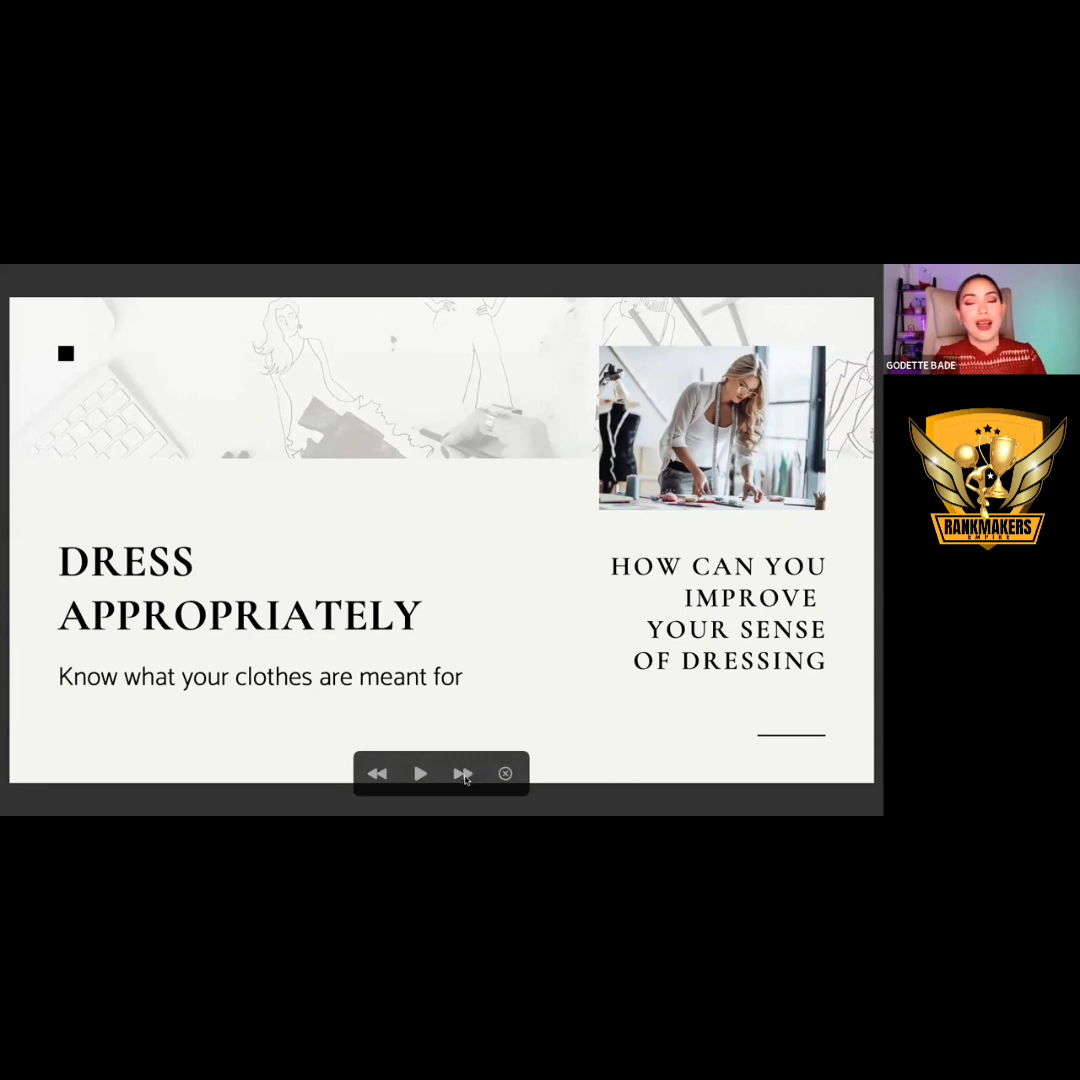 DRESS
APPROPRIATELY
Know what your clothes are meant for
HOW CAN YOU
IMPROVE
YOUR SENSE
OF DRESSING
GODETTE BADE
RANKMAKERS
EMPIRE